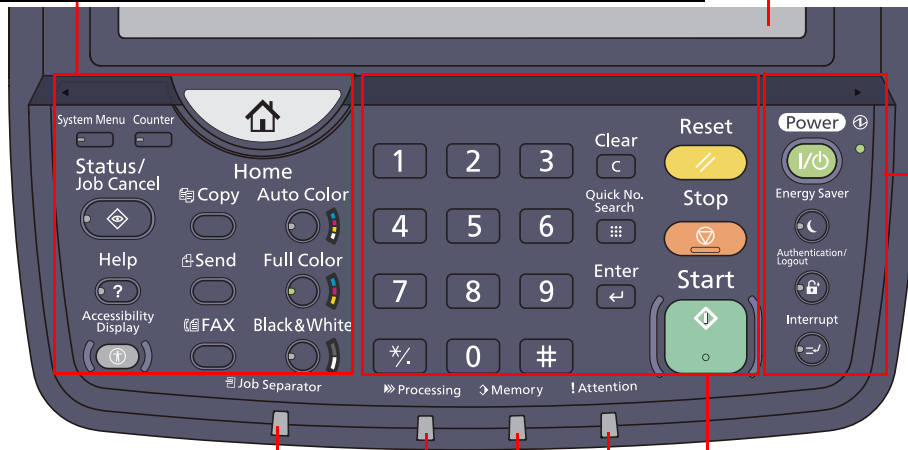 System Menu
Counter
Status/
Job Cancel
Home
Copy
Auto Color
Help
?
Send
Full Color
Accessibility
Display
FAX
Black&White
1
2
3
Clear
C
Reset
4
5
6
Quick No.
Search
Stop
7
8
9
Enter
Start
*/.
0
#
Power
I/
Energy Saver
Authentication/
Logout
Interrupt
Job Separator
Processing
Memory
! Attention